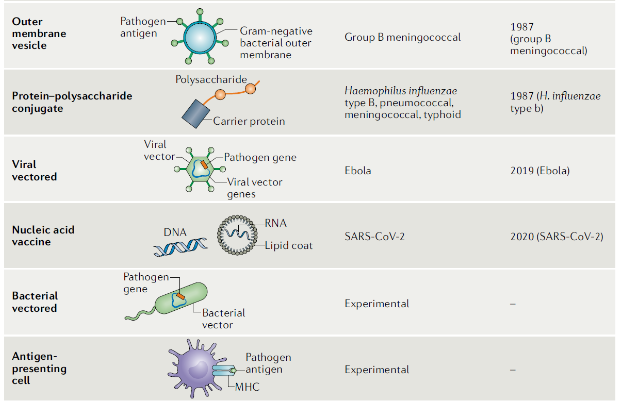 Outer
membrane
vesicle
Pathogen
antigen
Gram-negative
bacterial outer
membrane
Group B meningococcal
1987
(group B
meningococcal)
Protein–polysaccharide
conjugate
Polysaccharide
Carrier protein
Haemophilus influenzae
type B, pneumococcal,
meningococcal, typhoid
1987 (H. influenzae
type b)
Viral
vectored
Viral
vector
Pathogen gene
Viral vector
genes
Ebola
2019 (Ebola)
Nucleic acid
vaccine
DNA
RNA
Lipid coat
SARS-CoV-2
2020 (SARS-CoV-2)
Bacterial
vectored
Pathogen
gene
Bacterial
vector
Experimental
–
Antigen-
presenting
cell
Pathogen
antigen
MHC
Experimental
–